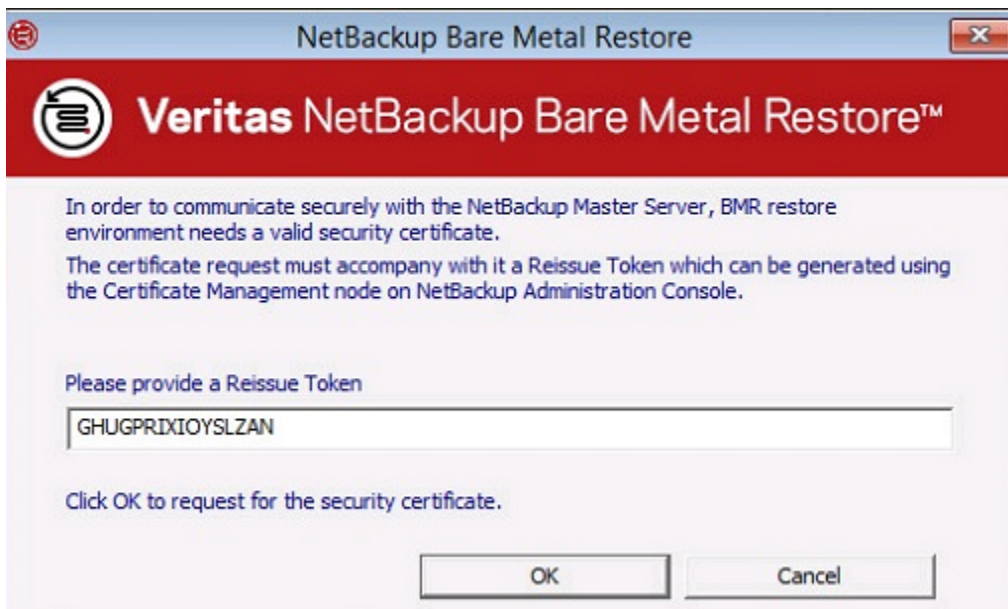 NetBackup Bare Metal Restore
Veritas NetBackup Bare Metal Restore™
In order to communicate securely with the NetBackup Master Server, BMR restore
environment needs a valid security certificate.
The certificate request must accompany with it a Reissue Token which can be generated using
the Certificate Management node on NetBackup Administration Console.
Please provide a Reissue Token
GHUGPRIXIOYSLZAN
Click OK to request for the security certificate.
OK
Cancel